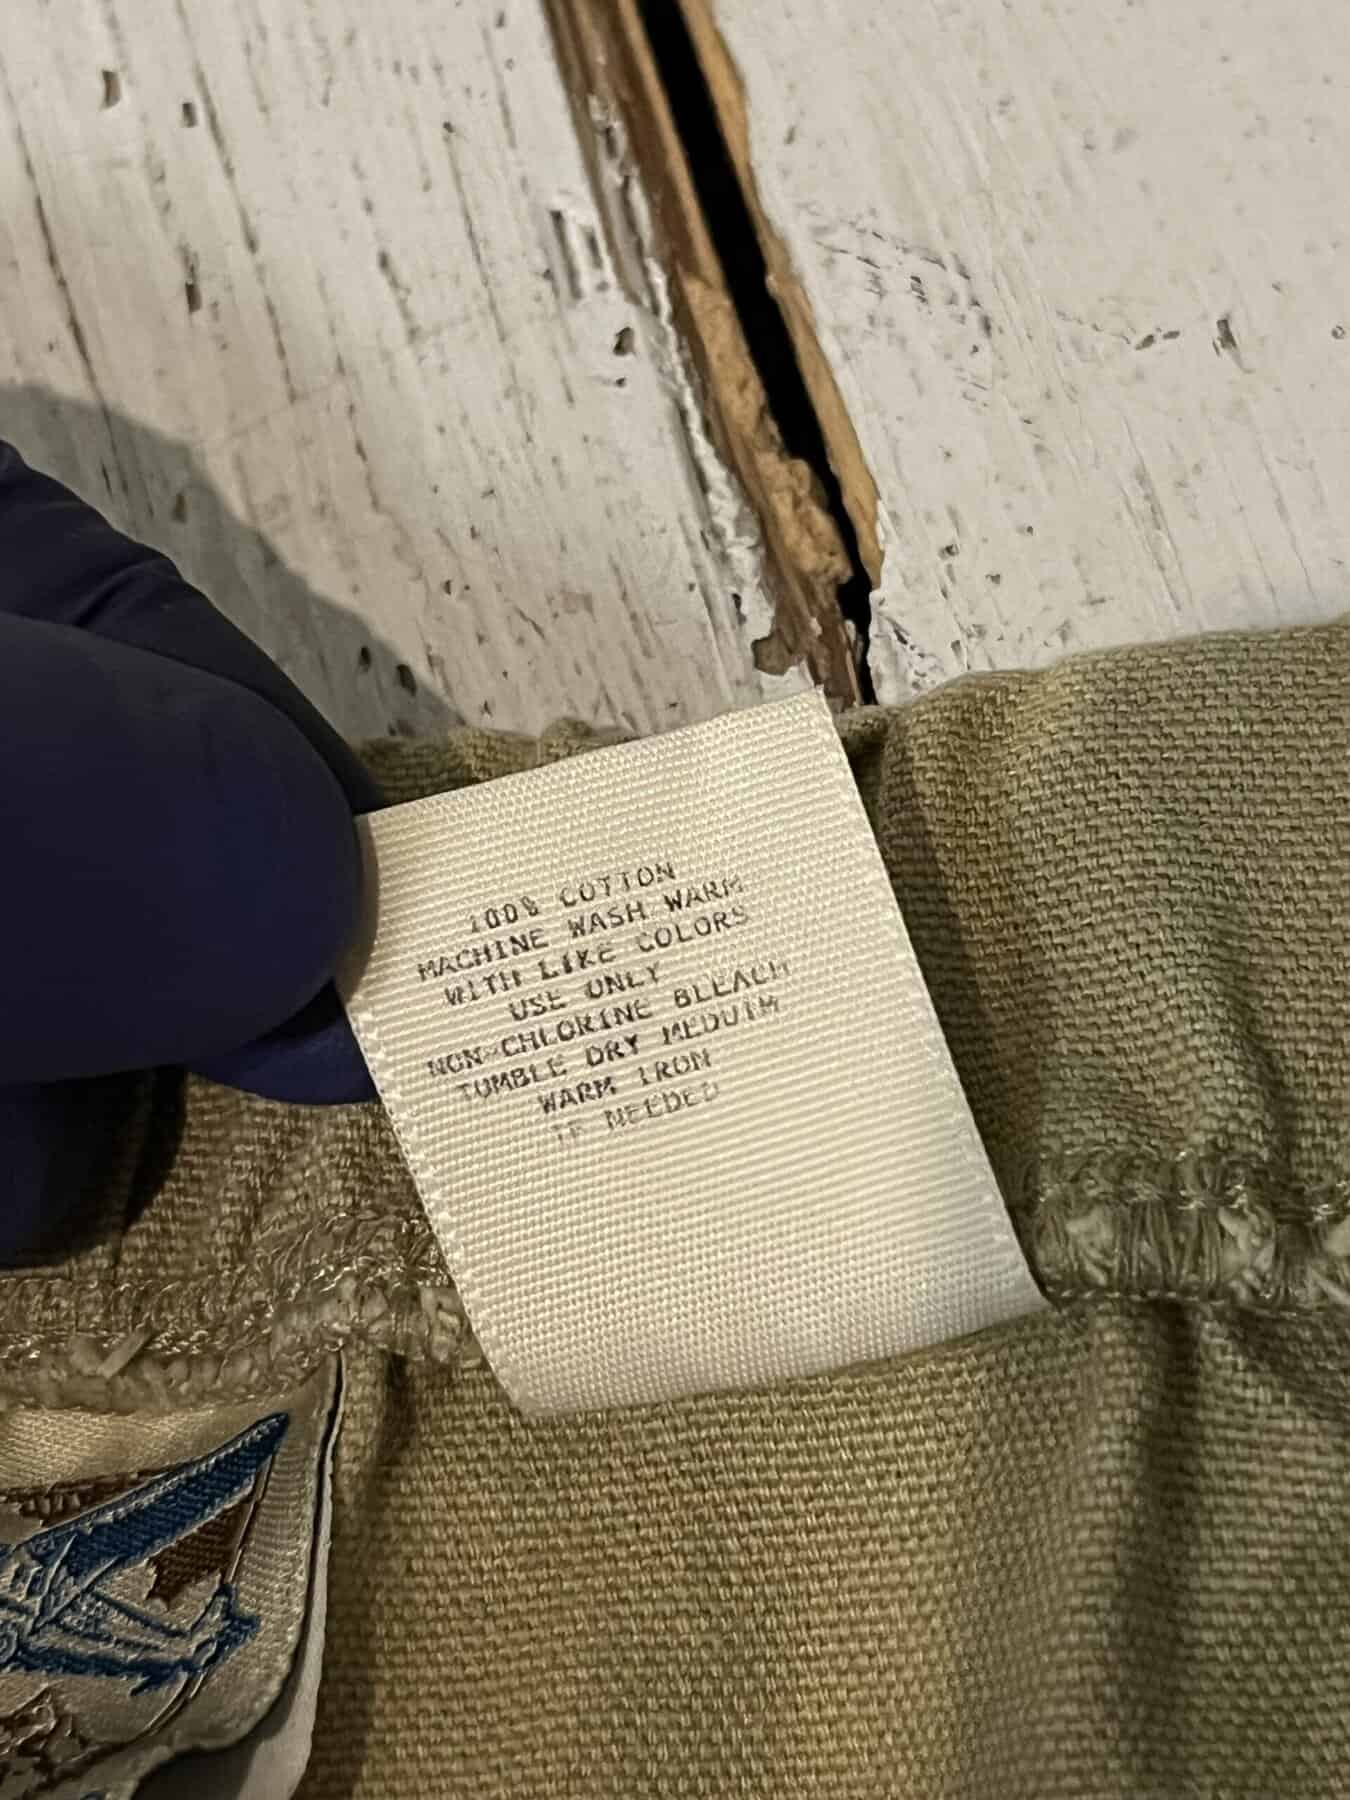 100% COTTON
MACHINE WASH WARM
WITH LIKE COLORS
USE ONLY
NON-CHLORINE BLEACH
TUMBLE DRY MEDUIM
WARM IRON
IF NEEDED